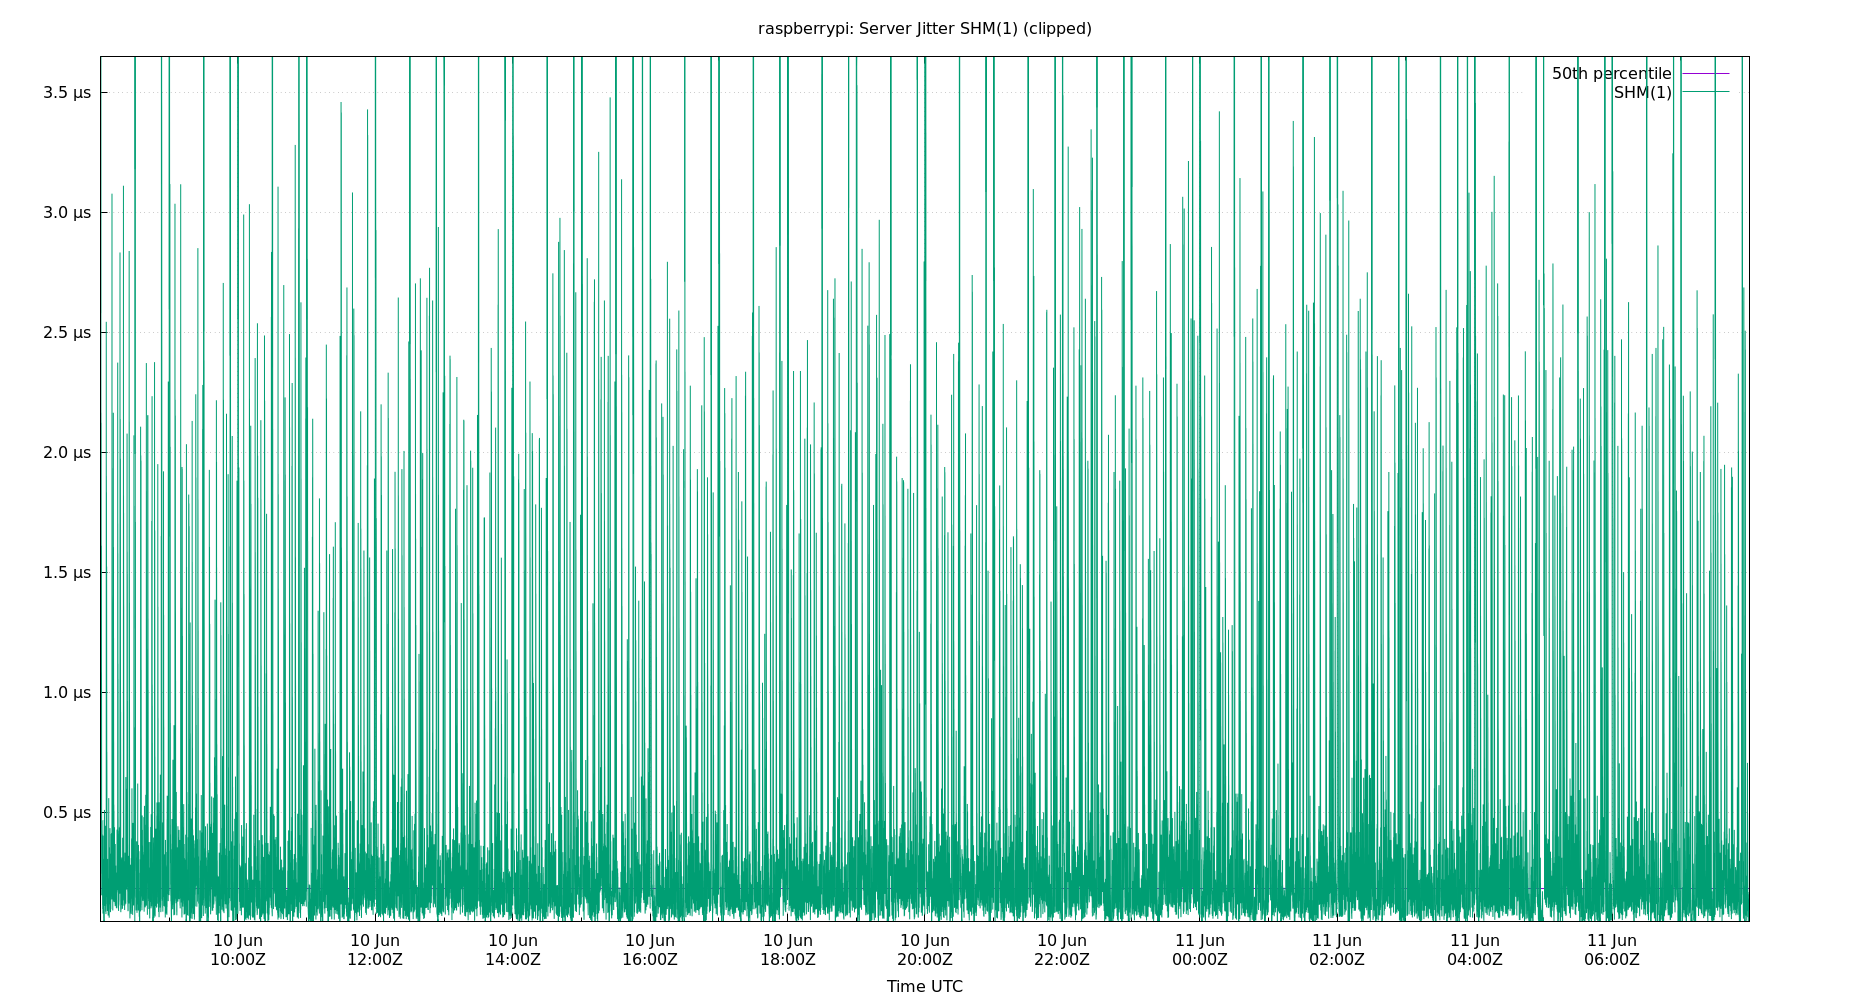 raspberrypi: Server Jitter SHM(1) (clipped)
50th percentile
SHM(1)
3.5 µs
3.0 µs
2.5 µs
2.0 µs
1.5 µs
1.0 µs
0.5 µs
10 Jun 10 Jun 10 Jun 10 Jun 10 Jun 10 Jun 10 Jun 11 Jun 11 Jun 11 Jun 11 Jun
10:00Z 12:00Z 14:00Z 16:00Z 18:00Z 20:00Z 22:00Z 00:00Z 02:00Z 04:00Z 06:00Z
Time UTC